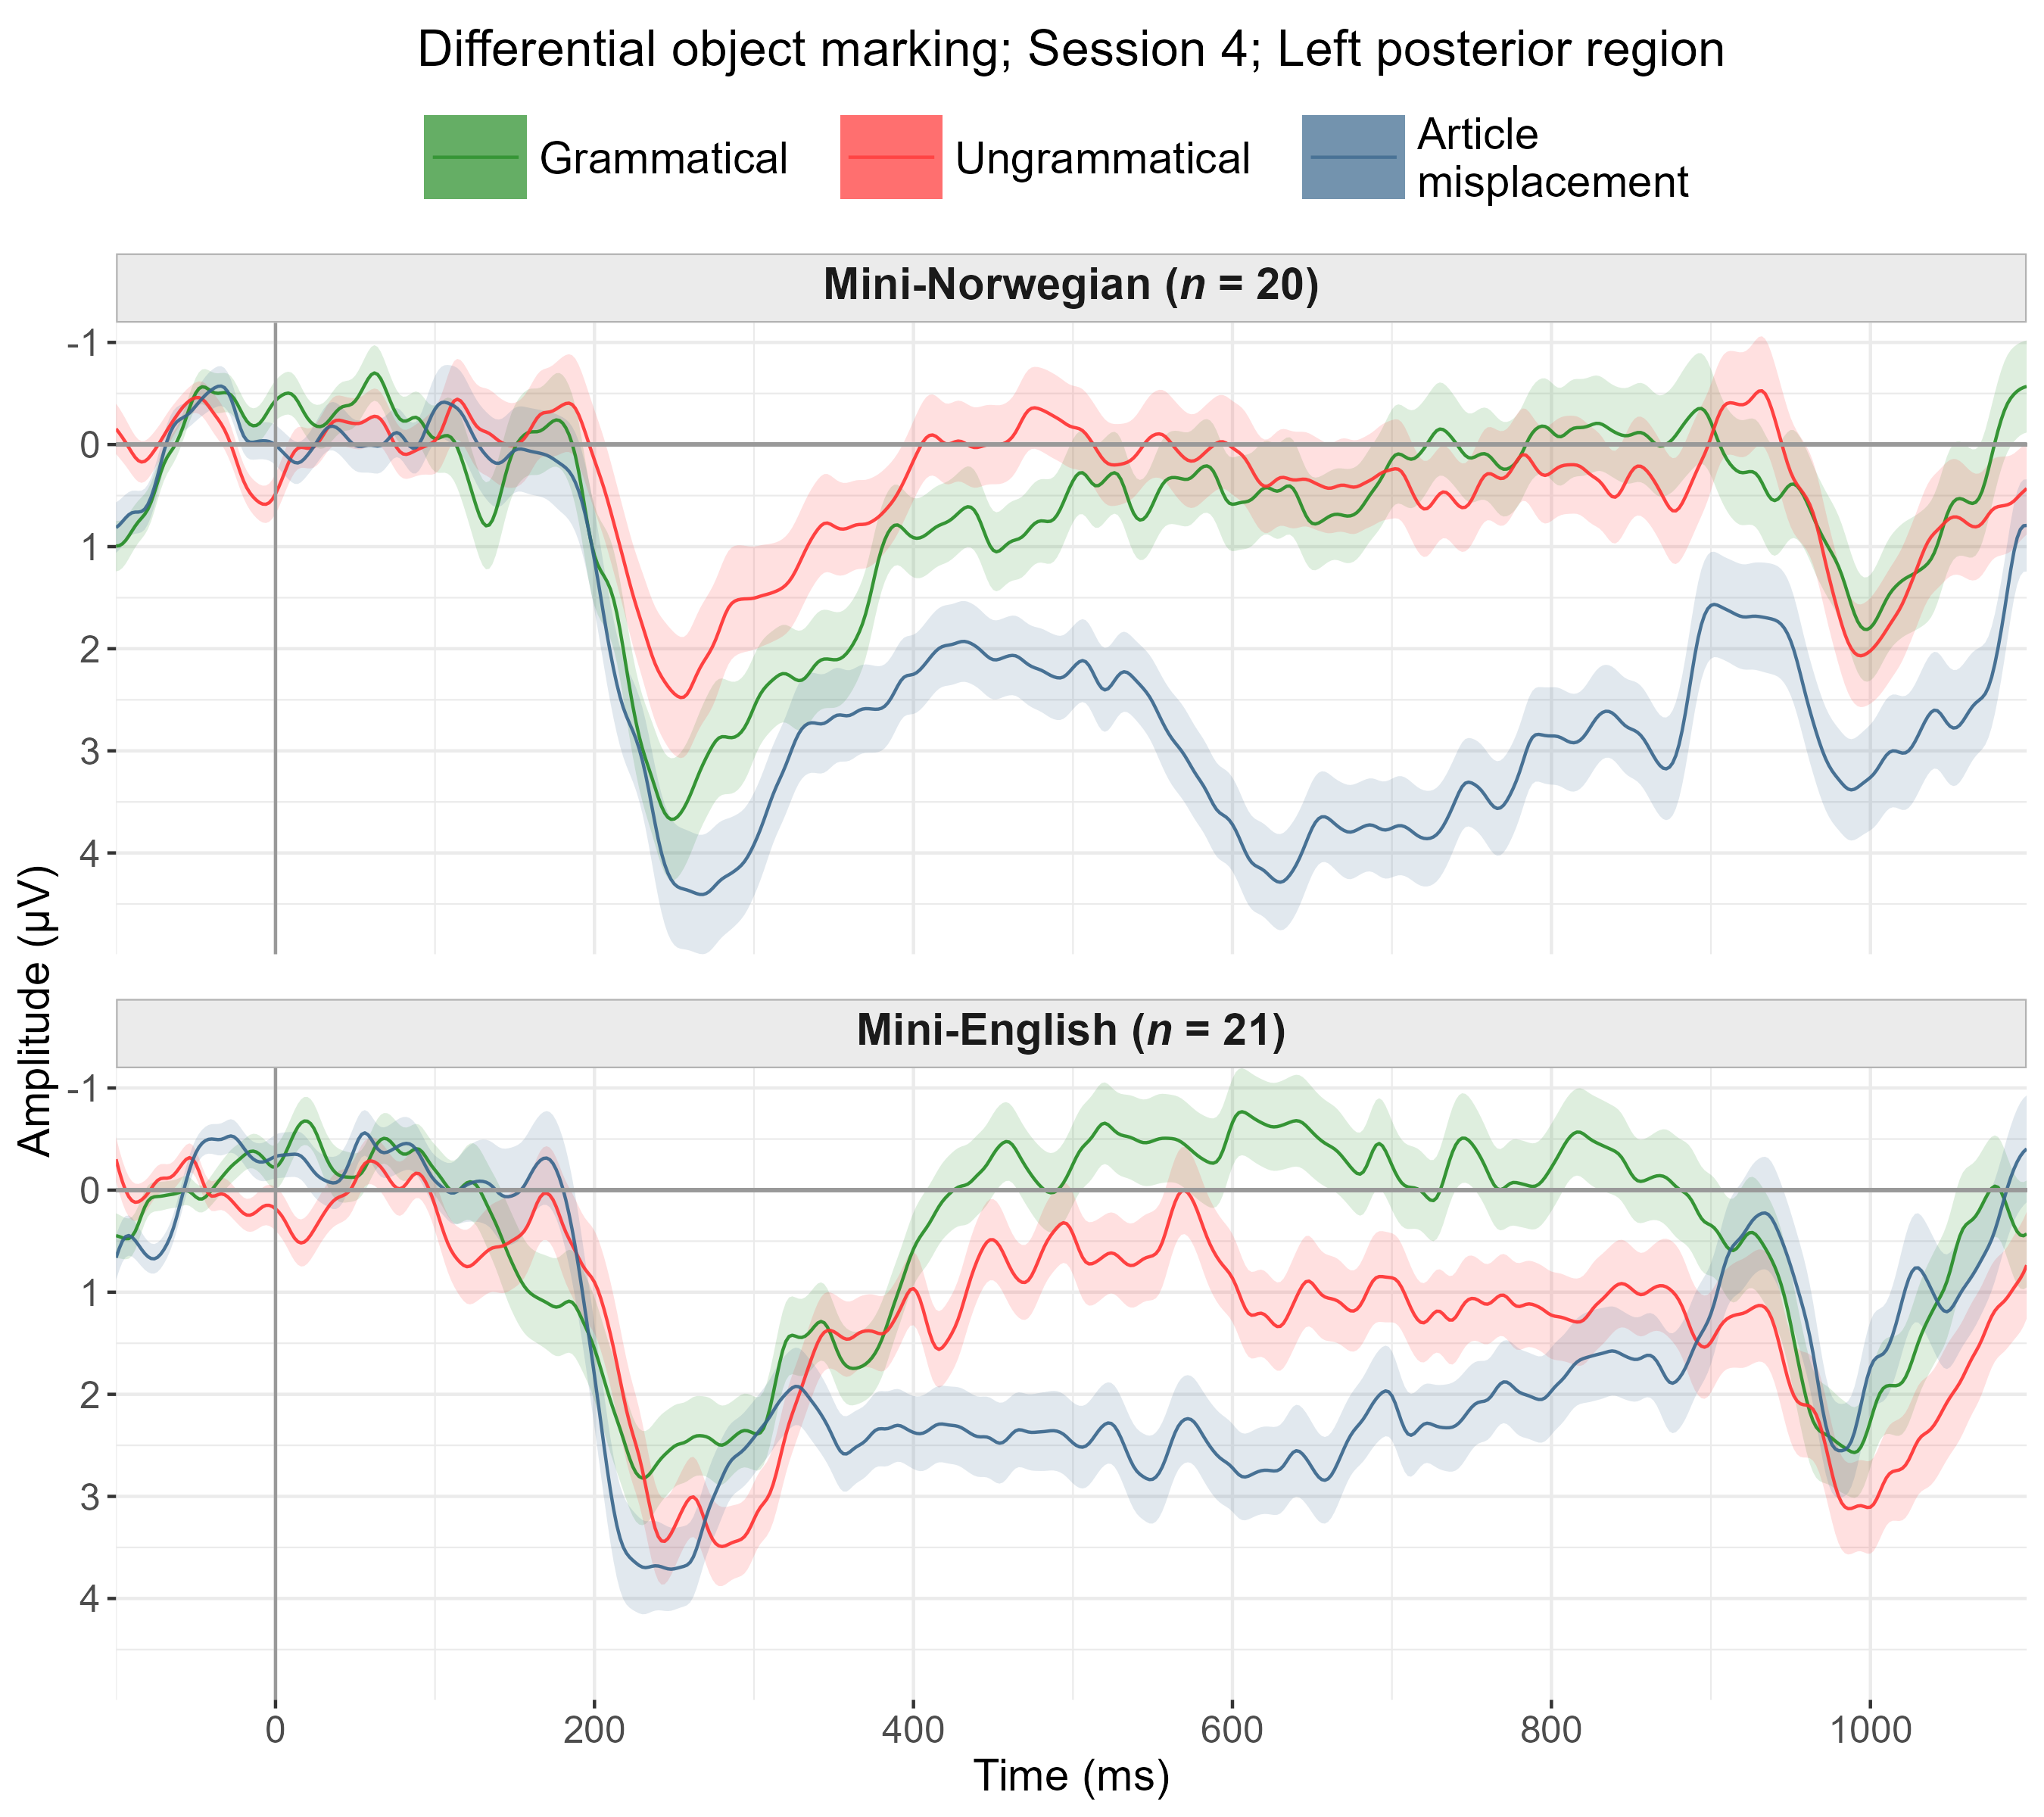 Differential object marking; Session 4; Left posterior region
Grammatical
Ungrammatical
Article
misplacement
Mini-Norwegian (n = 20)
-1
0
1
2
3
4
Mini-English (n = 21)
-1
0
1
2
3
4
Amplitude (µV)
0
200
400
600
800
1000
Time (ms)